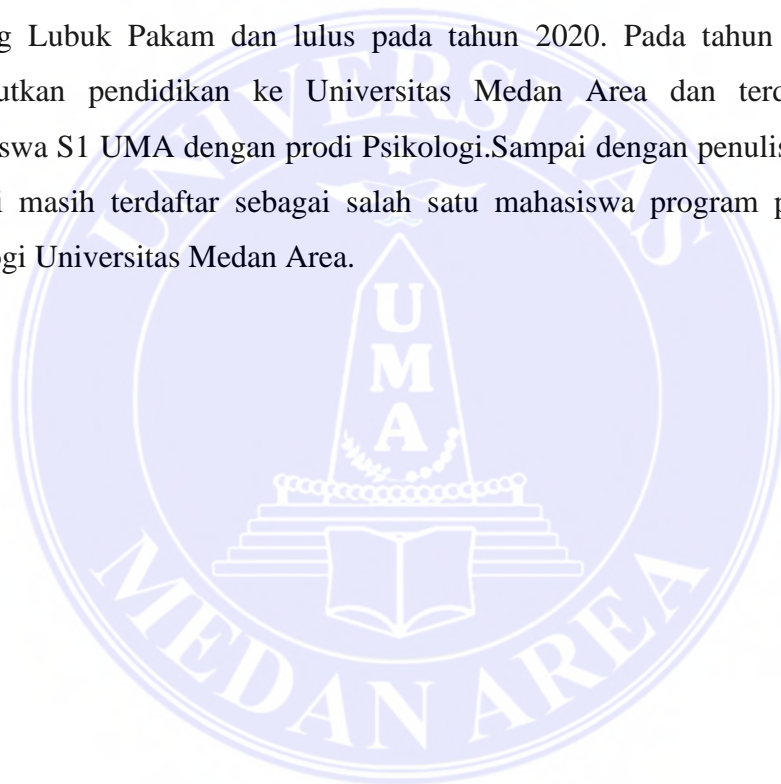 g Lubuk Pakam dan lulus pada tahun 2020. Pada tahun
utkan pendidikan ke Universitas Medan Area dan terd
swa S1 UMA dengan prodi Psikologi.Sampai dengan penulis
i masih terdaftar sebagai salah satu mahasiswa program p
ogi Universitas Medan Area.
UNIVERSITAS
U
M
A
MEDAN AREA